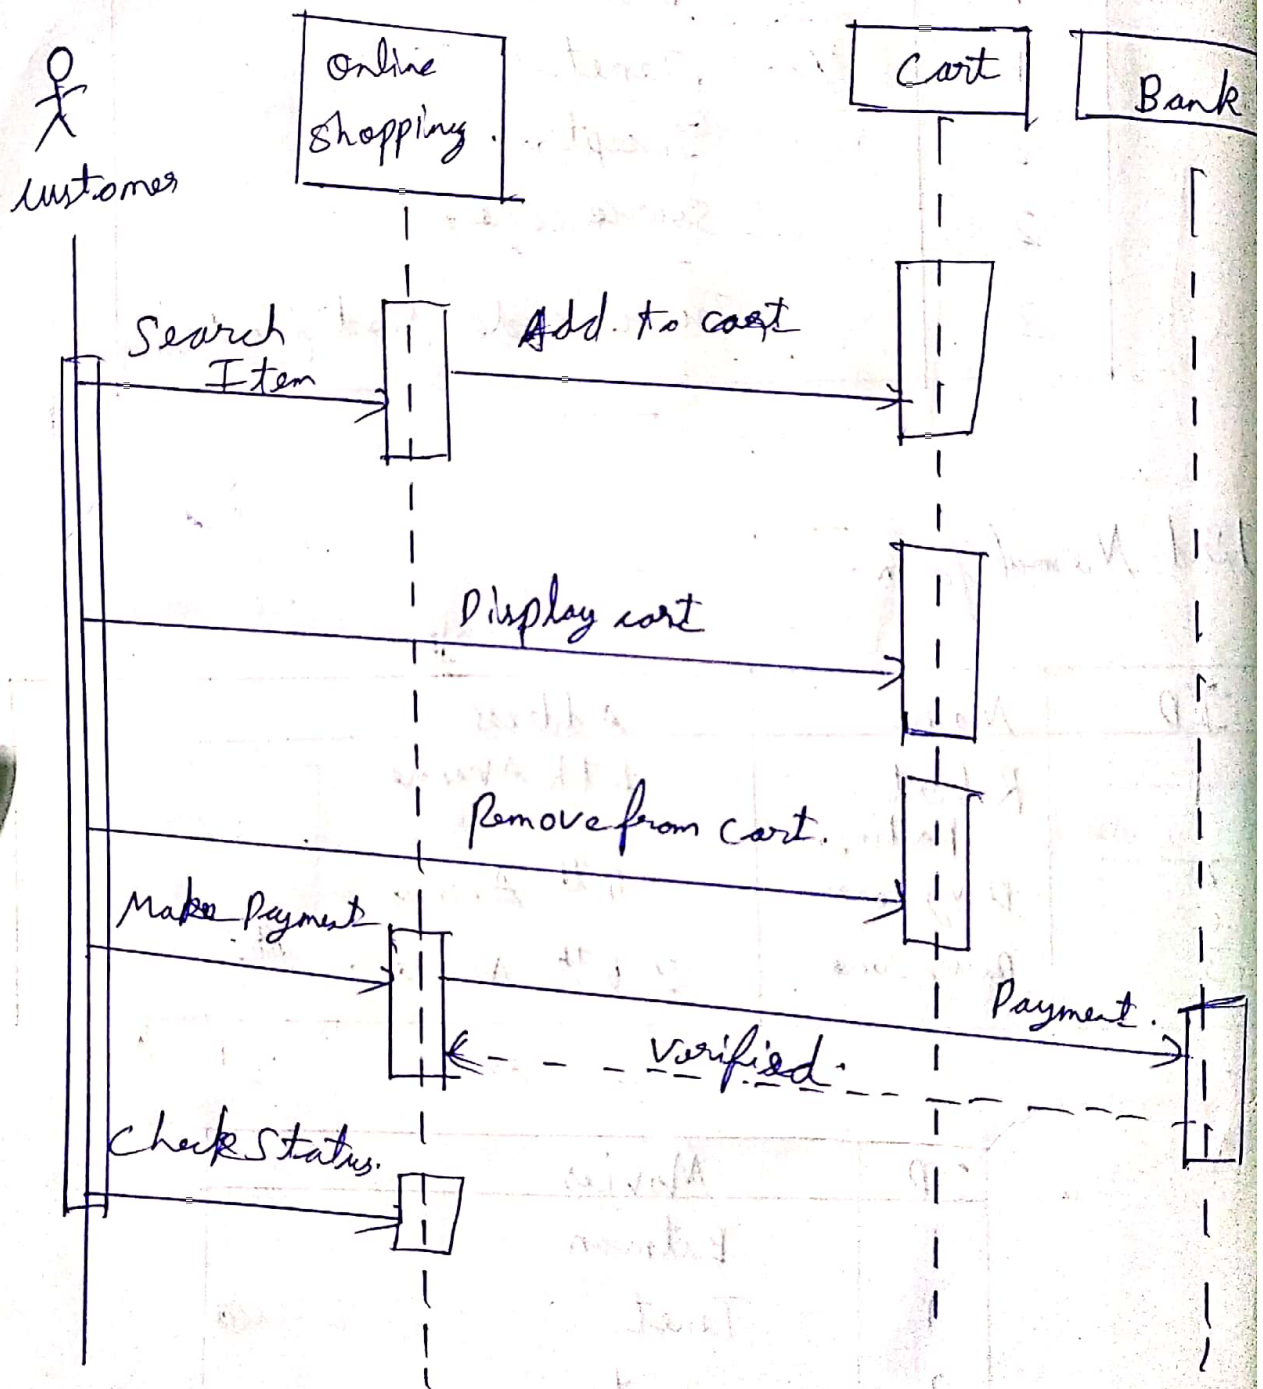 Online
Shopping.
Cart
Bank
Customer
Search
Item
Add to cart
Display cart
Remove from cart.
Make Payment
Payment.
Verified.
Check Status.